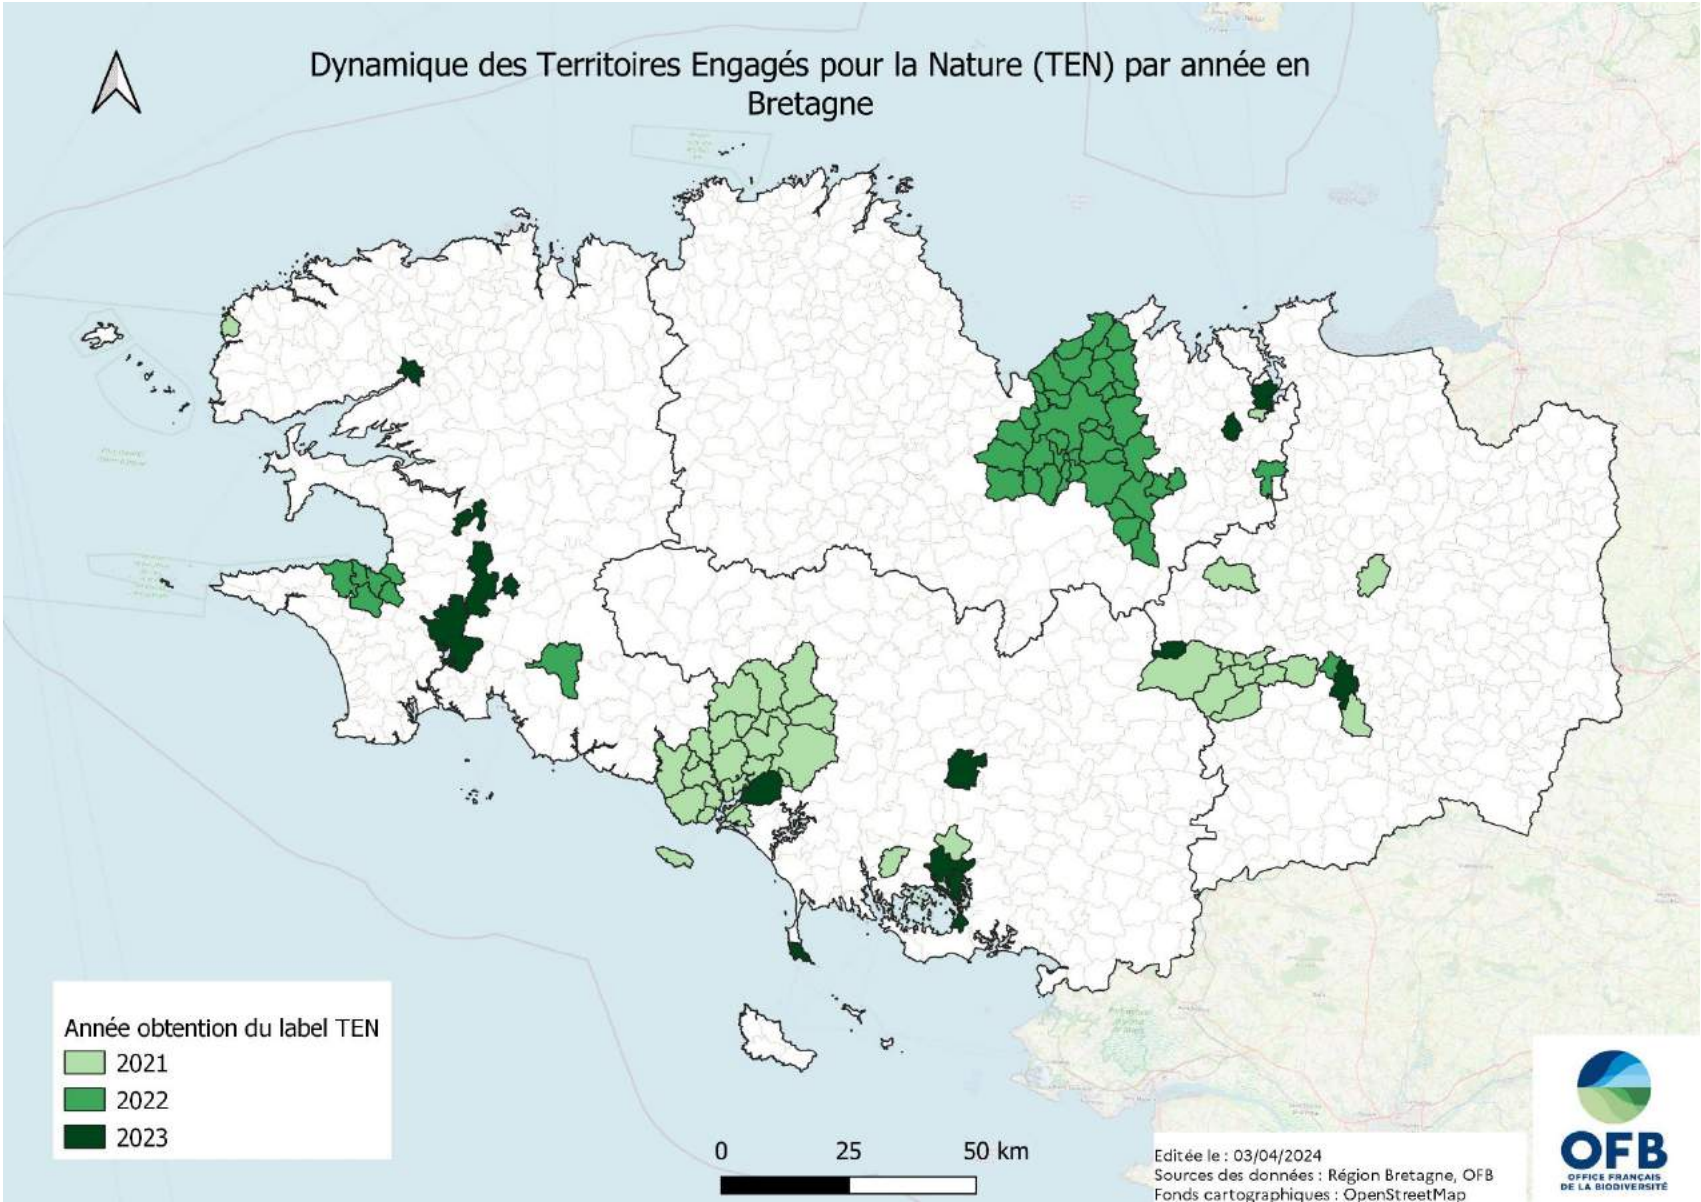 Dynamique des Territoires Engagés pour la Nature (TEN) par année en
Bretagne
Année obtention du label TEN
2021
2022
2023
0 25 50 km
Editée le : 03/04/2024
Sources des données : Région Bretagne, OFB
Fonds cartographiques : OpenStreetMap
OFB
OFFICE FRANÇAIS
DE LA BIODIVERSITÉ